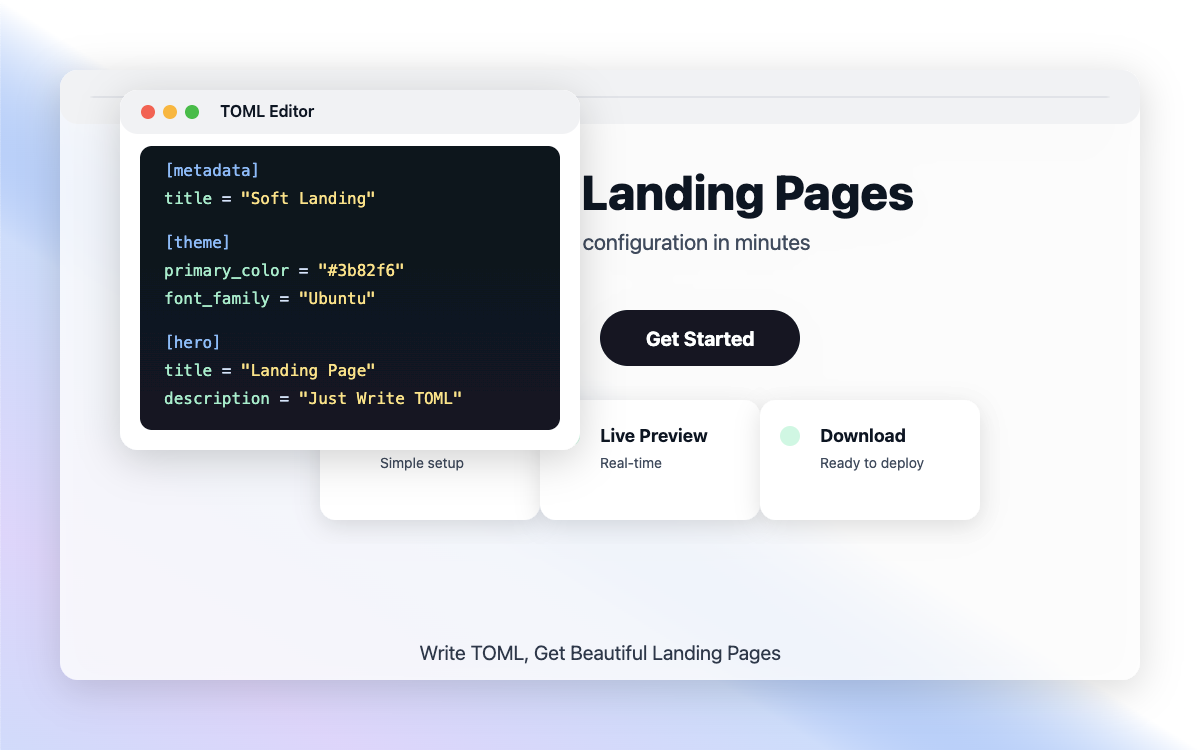 TOML Editor
[metadata]
title = "Soft Landing"
[theme]
primary_color = "#3b82f6"
font_family = "Ubuntu"
[hero]
title = "Landing Page"
description = "Just Write TOML"
Landing Pages
configuration in minutes
Get Started
Simple setup
Live Preview
Real-time
Download
Ready to deploy
Write TOML, Get Beautiful Landing Pages